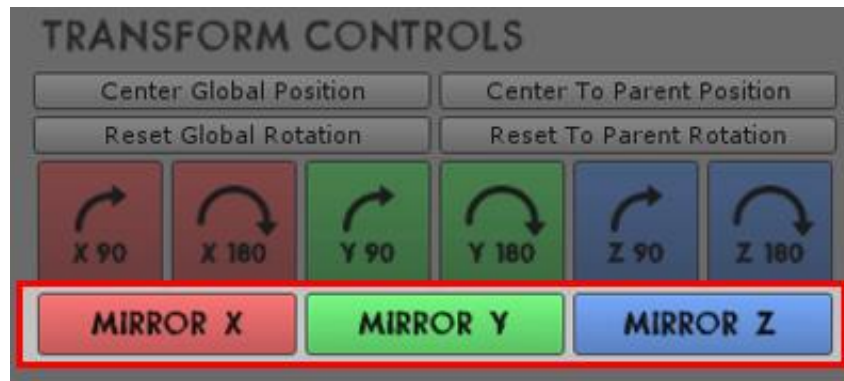 TRANSFORM CONTROLS
Center Global Position Center To Parent Position
Reset Global Rotation Reset To Parent Rotation
X 90 X 180 Y 90 Y 180 Z 90 Z 180
MIRROR X MIRROR Y MIRROR Z